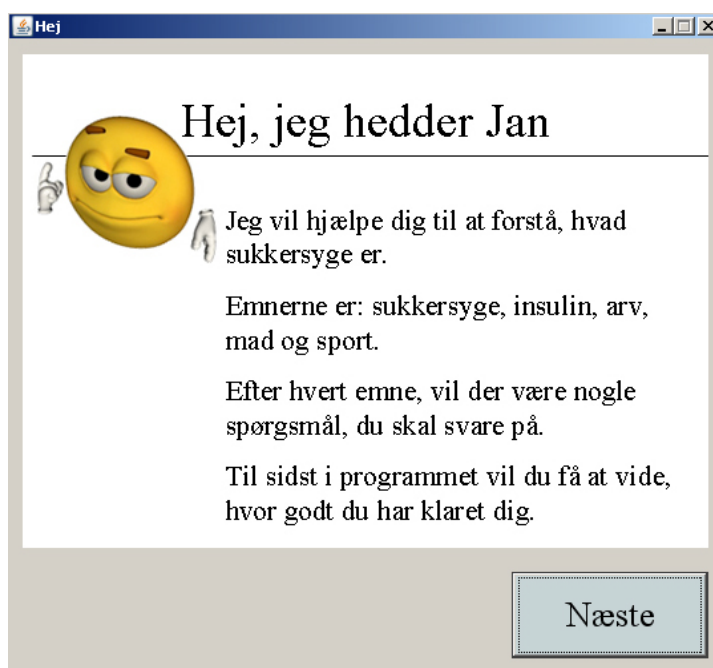 Hej
Hej, jeg hedder Jan
Jeg vil hjælpe dig til at forstå, hvad
sukkersyge er.
Emnerne er: sukkersyge, insulin, arv,
mad og sport.
Efter hvert emne, vil der være nogle
spørgsmål, du skal svare på.
Til sidst i programmet vil du få at vide,
hvor godt du har klaret dig.
Næste